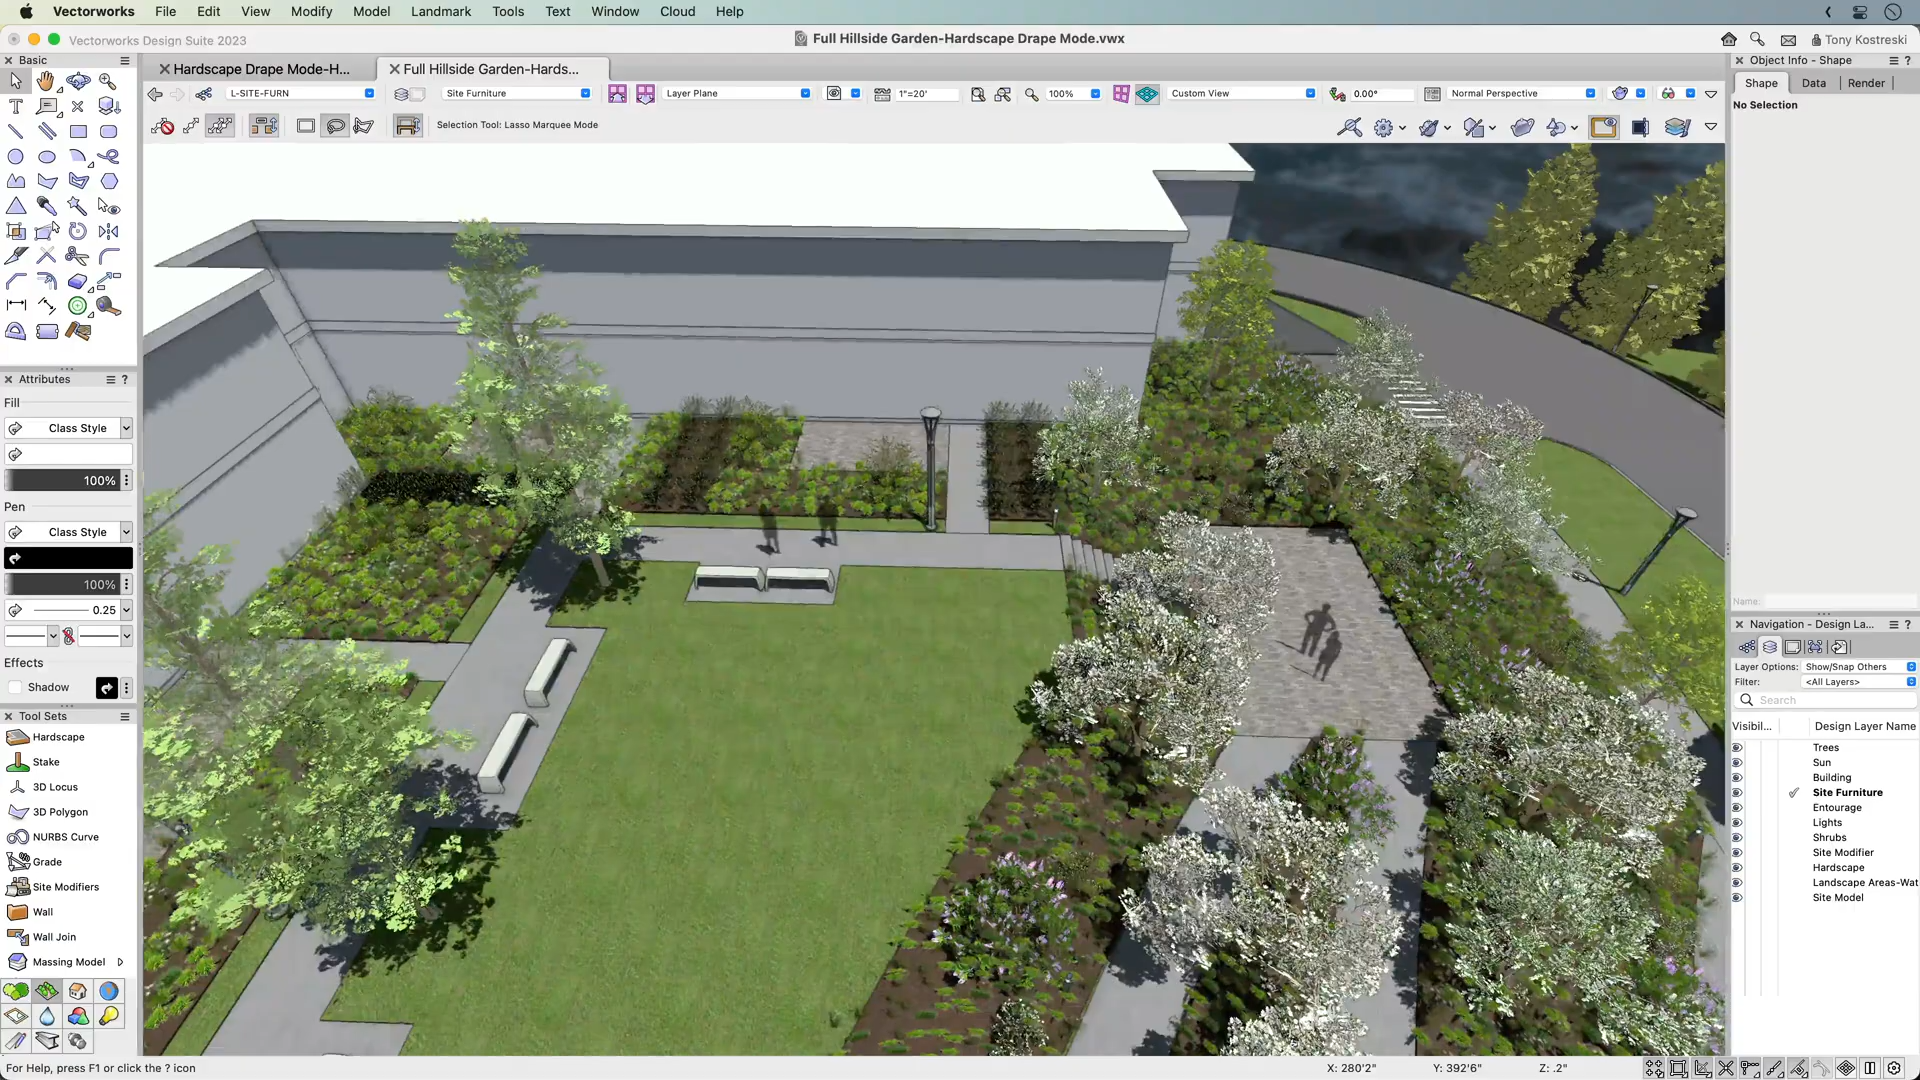 Vectorworks File Edit View Modify Model Landmark Tools Text Window Cloud Help
Vectorworks Design Suite 2023
Full Hillside Garden-Hardscape Drape Mode.vwx
Tony Kostreski
Basic
Hardscape Drape Mode-H...
Full Hillside Garden-Hards...
L-SITE-FURN
Site Furniture
Layer Plane
1"=20'
100%
Custom View
0.00°
Normal Perspective
Selection Tool: Lasso Marquee Mode
Object Info - Shape
?
Shape
Data
Render
No Selection
Name:
Attributes
?
Fill
Class Style
100%
Pen
Class Style
100%
0.25
Effects
Shadow
Tool Sets
Hardscape
Stake
3D Locus
3D Polygon
NURBS Curve
Grade
Site Modifiers
Wall
Wall Join
Massing Model
Navigation - Design La...
?
Layer Options: Show/Snap Others
Filter: <All Layers>
Search
Visibil... Design Layer Name
Trees
Sun
Building
Site Furniture
Entourage
Lights
Shrubs
Site Modifier
Hardscape
Landscape Areas-Wat
Site Model
For Help, press F1 or click the ? icon
X: 280'2"
Y: 392'6"
Z: .2"